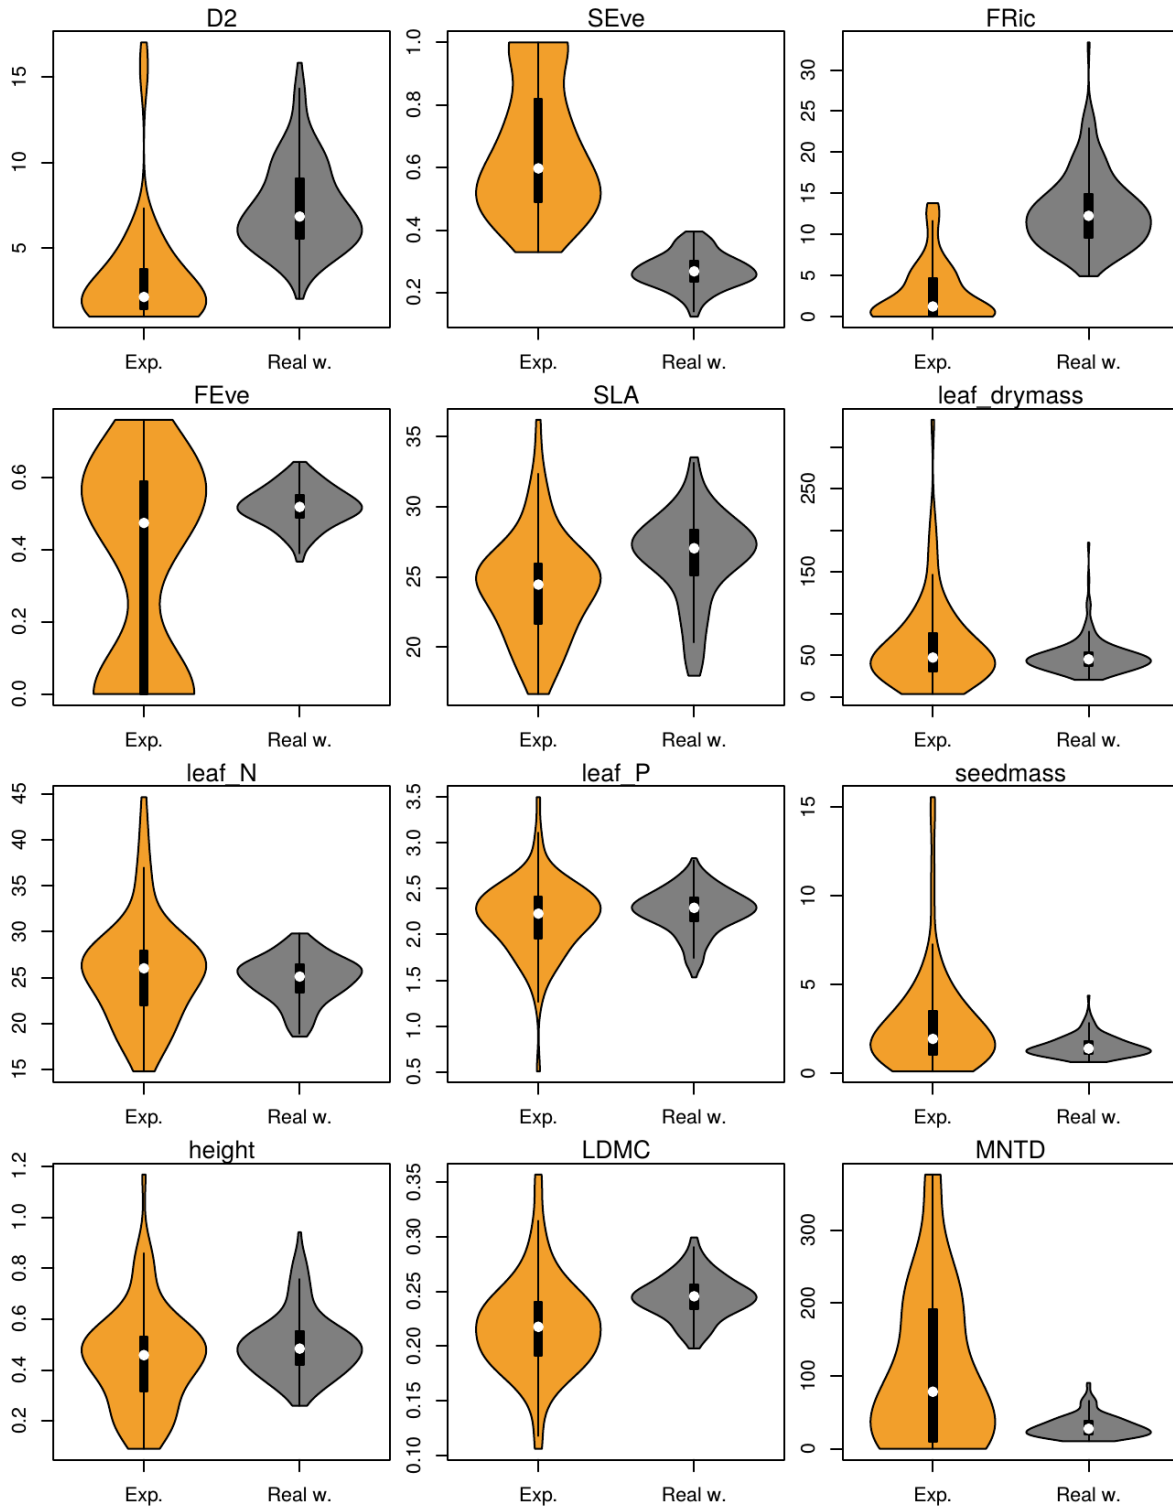 D2 SEve FRic
15 10 5
1.0 0.8 0.6 0.4 0.2
30 25 20 15 10 5 0
Exp. Real w. Exp. Real w. Exp. Real w.
FEve SLA leaf_drymass
0.6 0.4 0.2 0.0
35 30 25 20
250 150 50 0
Exp. Real w. Exp. Real w. Exp. Real w.
leaf_N leaf_P seedmass
45 40 35 30 25 20 15
3.5 3.0 2.5 2.0 1.5 1.0 0.5
15 10 5 0
Exp. Real w. Exp. Real w. Exp. Real w.
height LDMC MNTD
1.2 1.0 0.8 0.6 0.4 0.2
0.35 0.30 0.25 0.20 0.15 0.10
300 200 100 0
Exp. Real w. Exp. Real w. Exp. Real w.